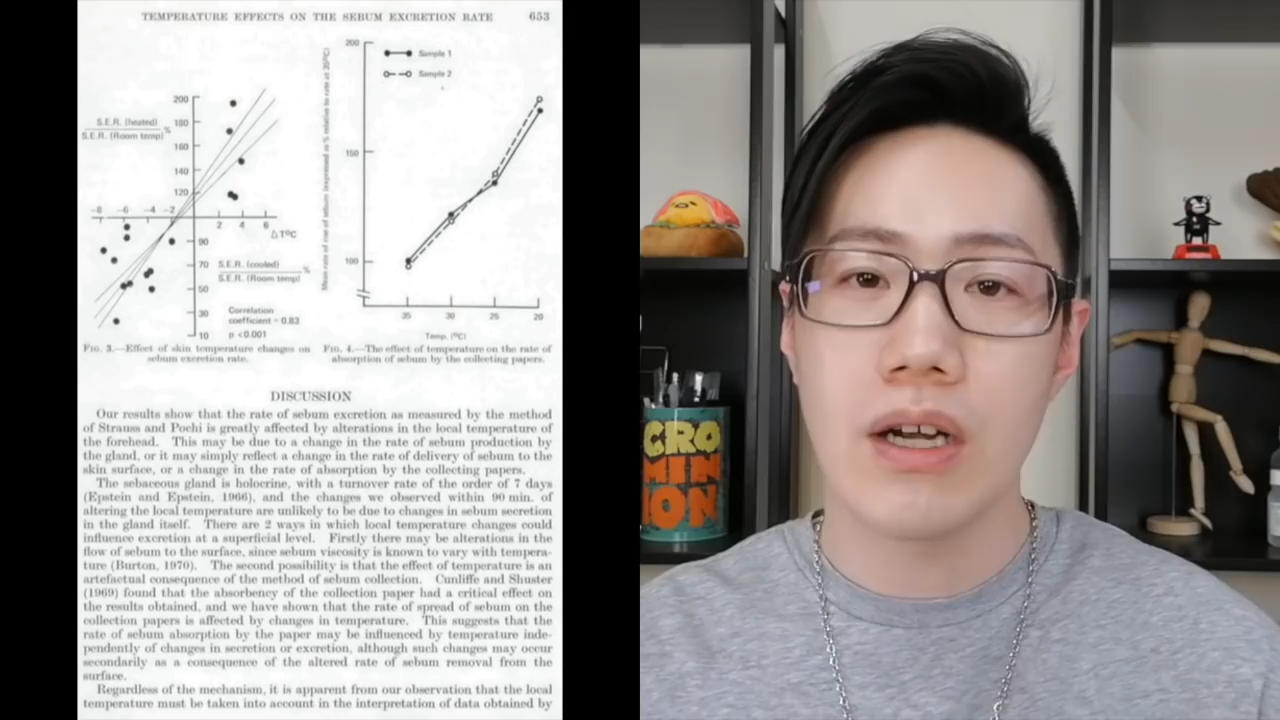 TEMPERATURE EFFECTS ON THE SEBUM EXCRETION RATE 653
S.E.R. (heated)
S.E.R. (Room temp) %
200
180
160
140
120
-8 -6 -4 -2
2 4 6
△ T°C
90
70
50
30
10
S.E.R. (cooled)
S.E.R. (Room temp) %
Correlation
coefficient = 0.83
p <0.001
Mean rate of rise of sebum (expressed as % relative to rate at 35°C)
200
150
100
Sample 1
Sample 2
35 30 25 20
Temp. (°C)
FIG. 3.—Effect of skin temperature changes on
sebum excretion rate.
FIG. 4.—The effect of temperature on the rate of
absorption of sebum by the collecting papers.
DISCUSSION
Our results show that the rate of sebum excretion as measured by the method
of Strauss and Pochi is greatly affected by alterations in the local temperature of
the forehead. This may be due to a change in the rate of sebum production by
the gland, or it may simply reflect a change in the rate of delivery of sebum to the
skin surface, or a change in the rate of absorption by the collecting papers.
The sebaceous gland is holocrine, with a turnover rate of the order of 7 days
(Epstein and Epstein, 1966), and the changes we observed within 90 min. of
altering the local temperature are unlikely to be due to changes in sebum secretion
in the gland itself. There are 2 ways in which local temperature changes could
influence excretion at a superficial level. Firstly there may be alterations in the
flow of sebum to the surface, since sebum viscosity is known to vary with tempera-
ture (Burton, 1970). The second possibility is that the effect of temperature is an
artefactual consequence of the method of sebum collection. Cunliffe and Shuster
(1969) found that the absorbency of the collection paper had a critical effect on
the results obtained, and we have shown that the rate of spread of sebum on the
collection papers is affected by changes in temperature. This suggests that the
rate of sebum absorption by the paper may be influenced by temperature inde-
pendently of changes in secretion or excretion, although such changes may occur
secondarily as a consequence of the altered rate of sebum removal from the
surface.
Regardless of the mechanism, it is apparent from our observation that the local
temperature must be taken into account in the interpretation of data obtained by
CRO
MIN
ION